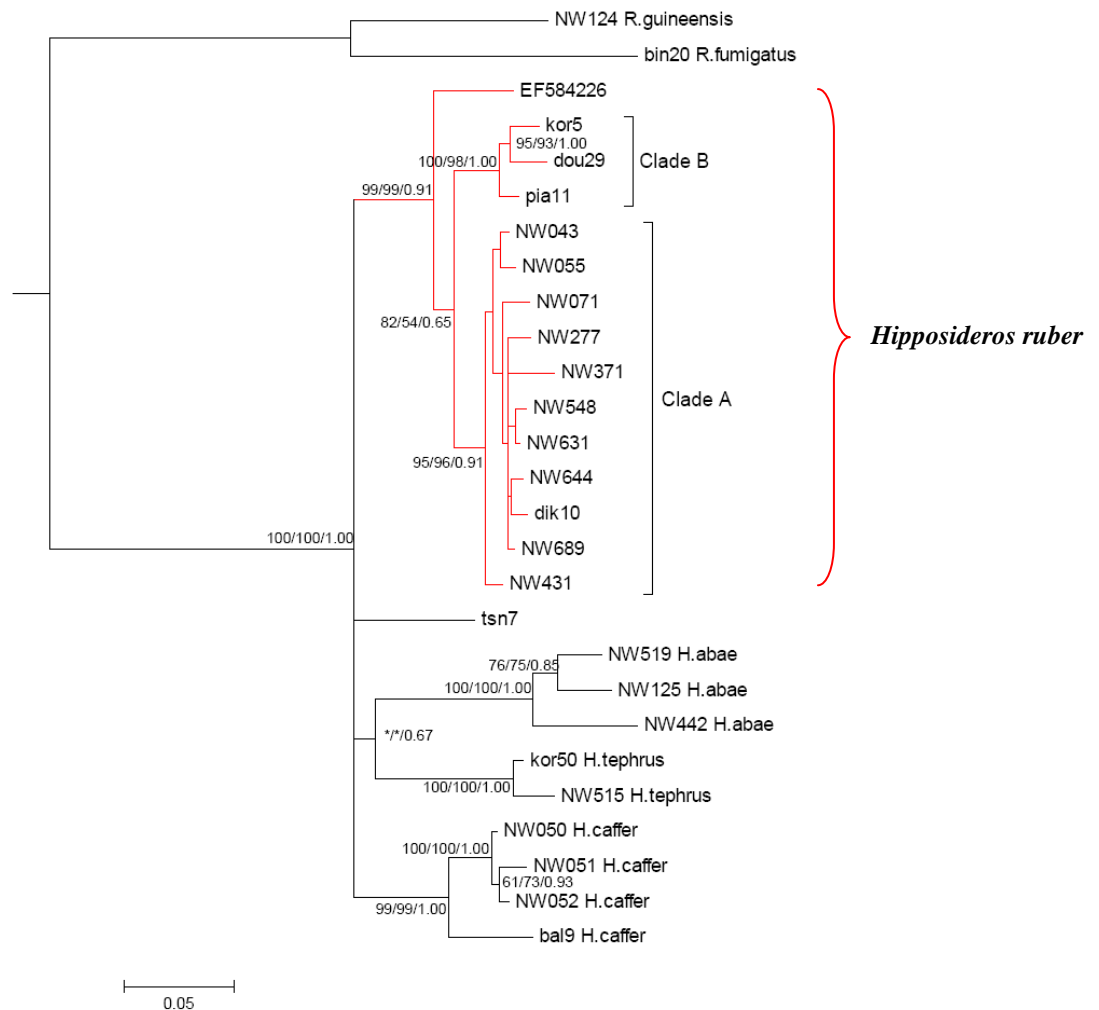 NW124 R.guineensis
bin20 R.fumigatus
EF584226
kor5
95/93/1.00
dou29
100/98/1.00
Clade B
pia11
99/99/0.91
NW043
NW055
NW071
82/54/0.65
NW277
Hipposideros ruber
NW371
Clade A
NW548
NW631
95/96/0.91
NW644
dik10
100/100/1.00
NW689
NW431
tsn7
NW519 H.abae
76/75/0.85
100/100/1.00
NW125 H.abae
NW442 H.abae
*/*/0.67
kor50 H.tephrus
100/100/1.00
NW515 H.tephrus
NW050 H.caffer
100/100/1.00
NW051 H.caffer
61/73/0.93
NW052 H.caffer
99/99/1.00
bal9 H.caffer
0.05